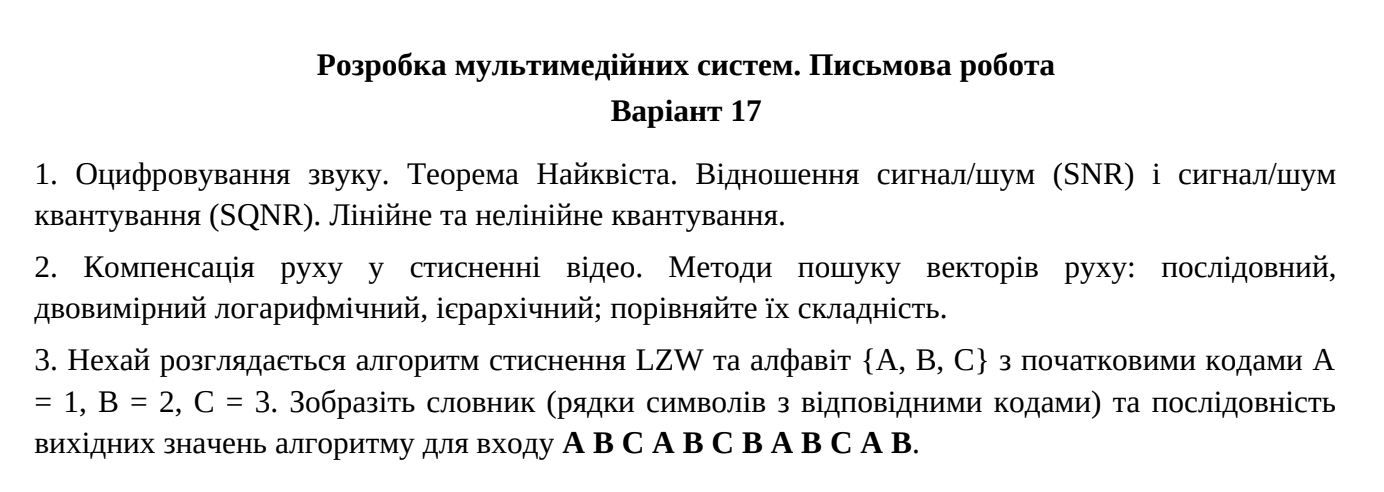 Розробка мультимедійних систем. Письмова робота
Варіант 17
1. Оцифровування звуку. Теорема Найквіста. Відношення сигнал/шум (SNR) і сигнал/шум
квантування (SQNR). Лінійне та нелінійне квантування.
2. Компенсація руху у стисненні відео. Методи пошуку векторів руху: послідовний,
двовимірний логарифмічний, ієрархічний; порівняйте їх складність.
3. Нехай розглядається алгоритм стиснення LZW та алфавіт {A, B, C} з початковими кодами A
= 1, B = 2, C = 3. Зобразіть словник (рядки символів з відповідними кодами) та послідовність
вихідних значень алгоритму для входу A B C A B C B A B C A B.